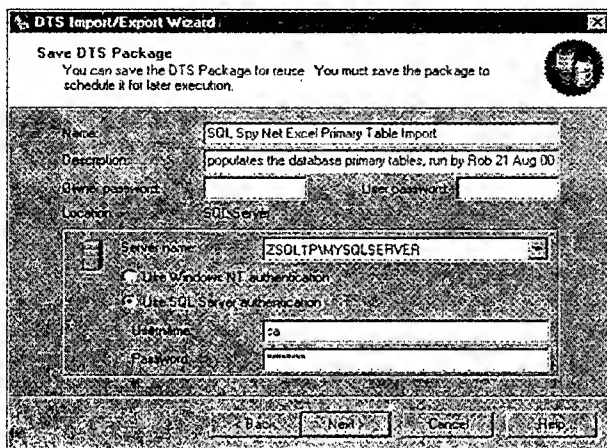 DTS Import/Export Wizard
Save DTS Package
You can save the DTS Package for reuse. You must save the package to
schedule it for later execution.
Name: SQL Spy Net Excel Primary Table Import
Description: populates the database primary tables, run by Rob 21 Aug 00
Owner password: User password:
Location: SQL Server
Server name: ZSQLTP\MYSQLSERVER
Use Windows NT authentication
Use SQL Server authentication
Username: sa
Password: ********
< Back Next > Cancel Help